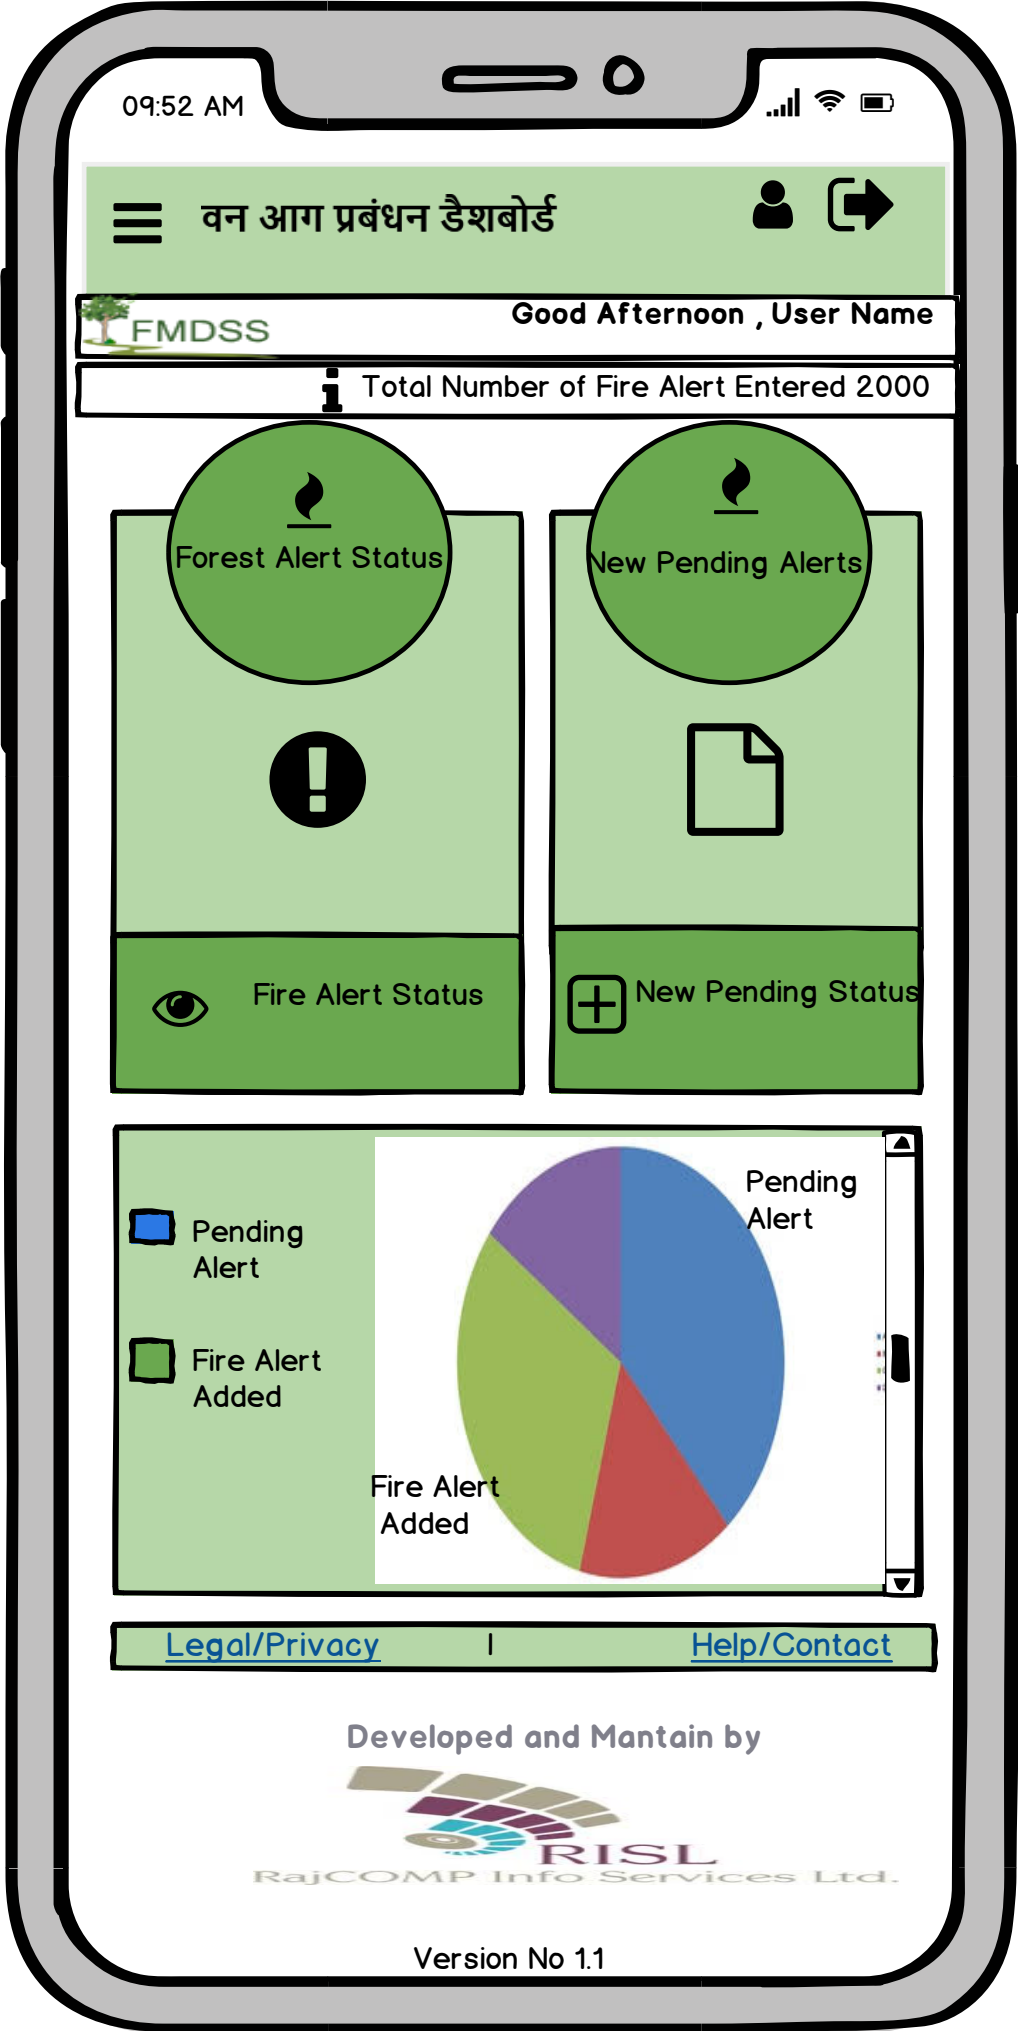 09:52 AM
वन आग प्रबंधन डैशबोर्ड
FMDSS
Good Afternoon , User Name
Total Number of Fire Alert Entered 2000
Forest Alert Status
New Pending Alerts
Fire Alert Status
New Pending Status
Pending
Alert
Fire Alert
Added
Pending
Alert
Fire Alert
Added
Legal/Privacy | Help/Contact
Developed and Mantain by
RISL
RajCOMP Info Services Ltd.
Version No 1.1